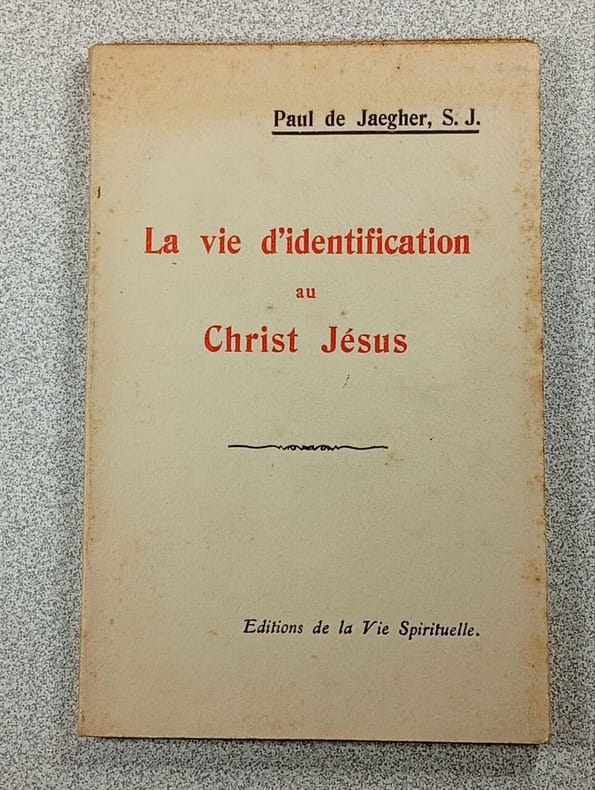 Paul de Jaegher, S. J.
La vie d'identification
au
Christ Jésus
Editions de la Vie Spirituelle.